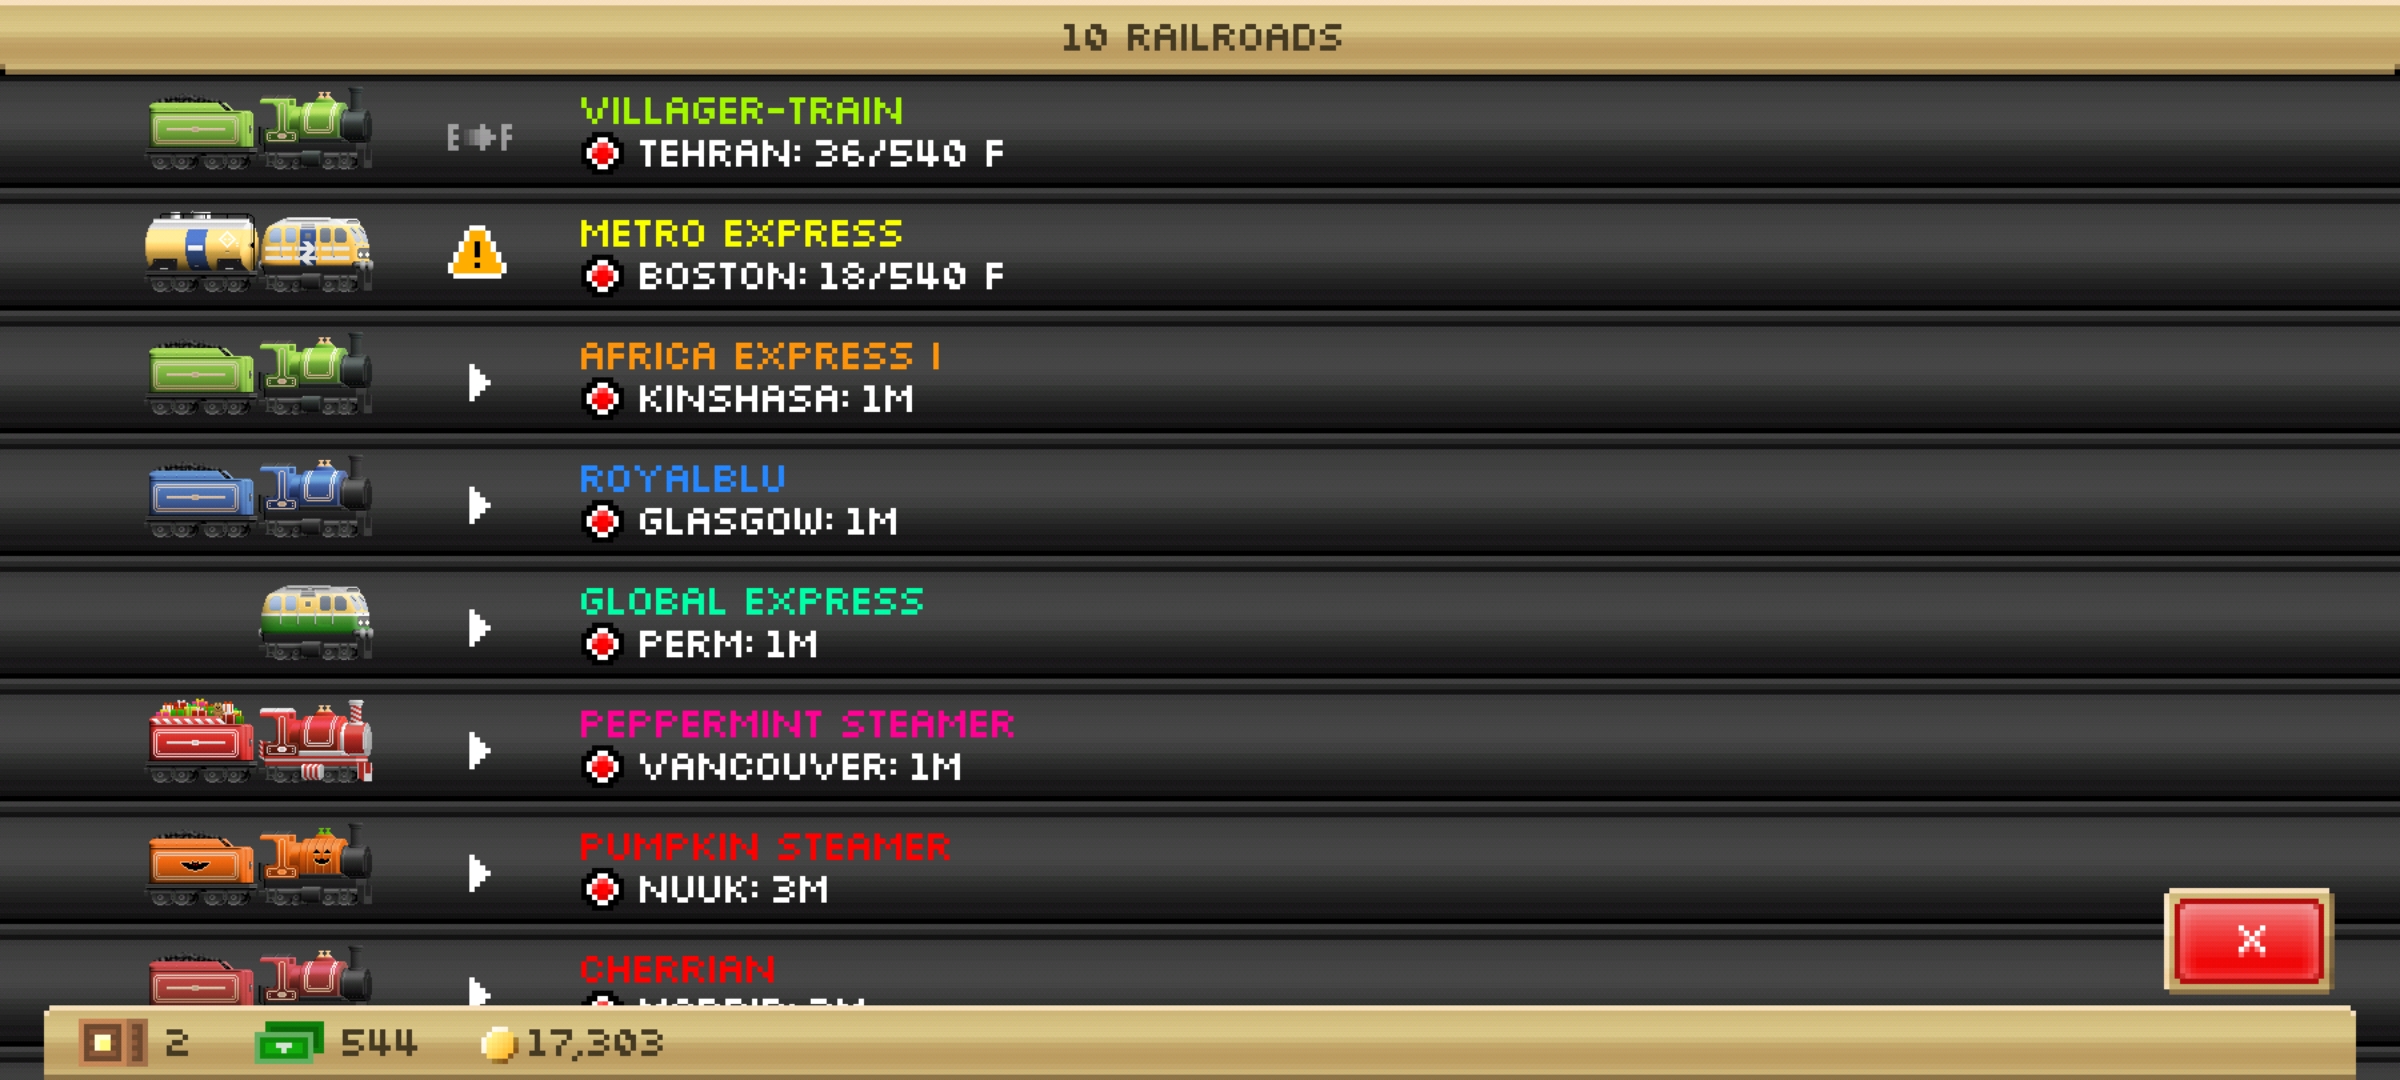 10 RAILROADS
E F
VILLAGER-TRAIN
TEHRAN: 36/540 F
METRO EXPRESS
BOSTON: 18/540 F
AFRICA EXPRESS I
KINSHASA: 1M
ROYALBLU
GLASGOW: 1M
GLOBAL EXPRESS
PERM: 1M
PEPPERMINT STEAMER
VANCOUVER: 1M
PUMPKIN STEAMER
NUUK: 3M
CHERRIAN
X
2 544 17,303